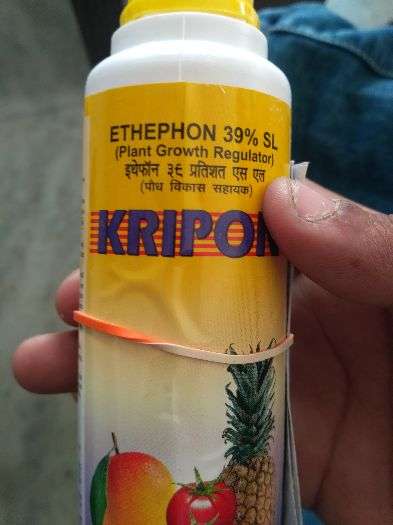 ETHEPHON 39% SL
(Plant Growth Regulator)
इथेफॉन ३९ प्रतिशत एस एल
(पौध विकास सहायक)
KRIPON